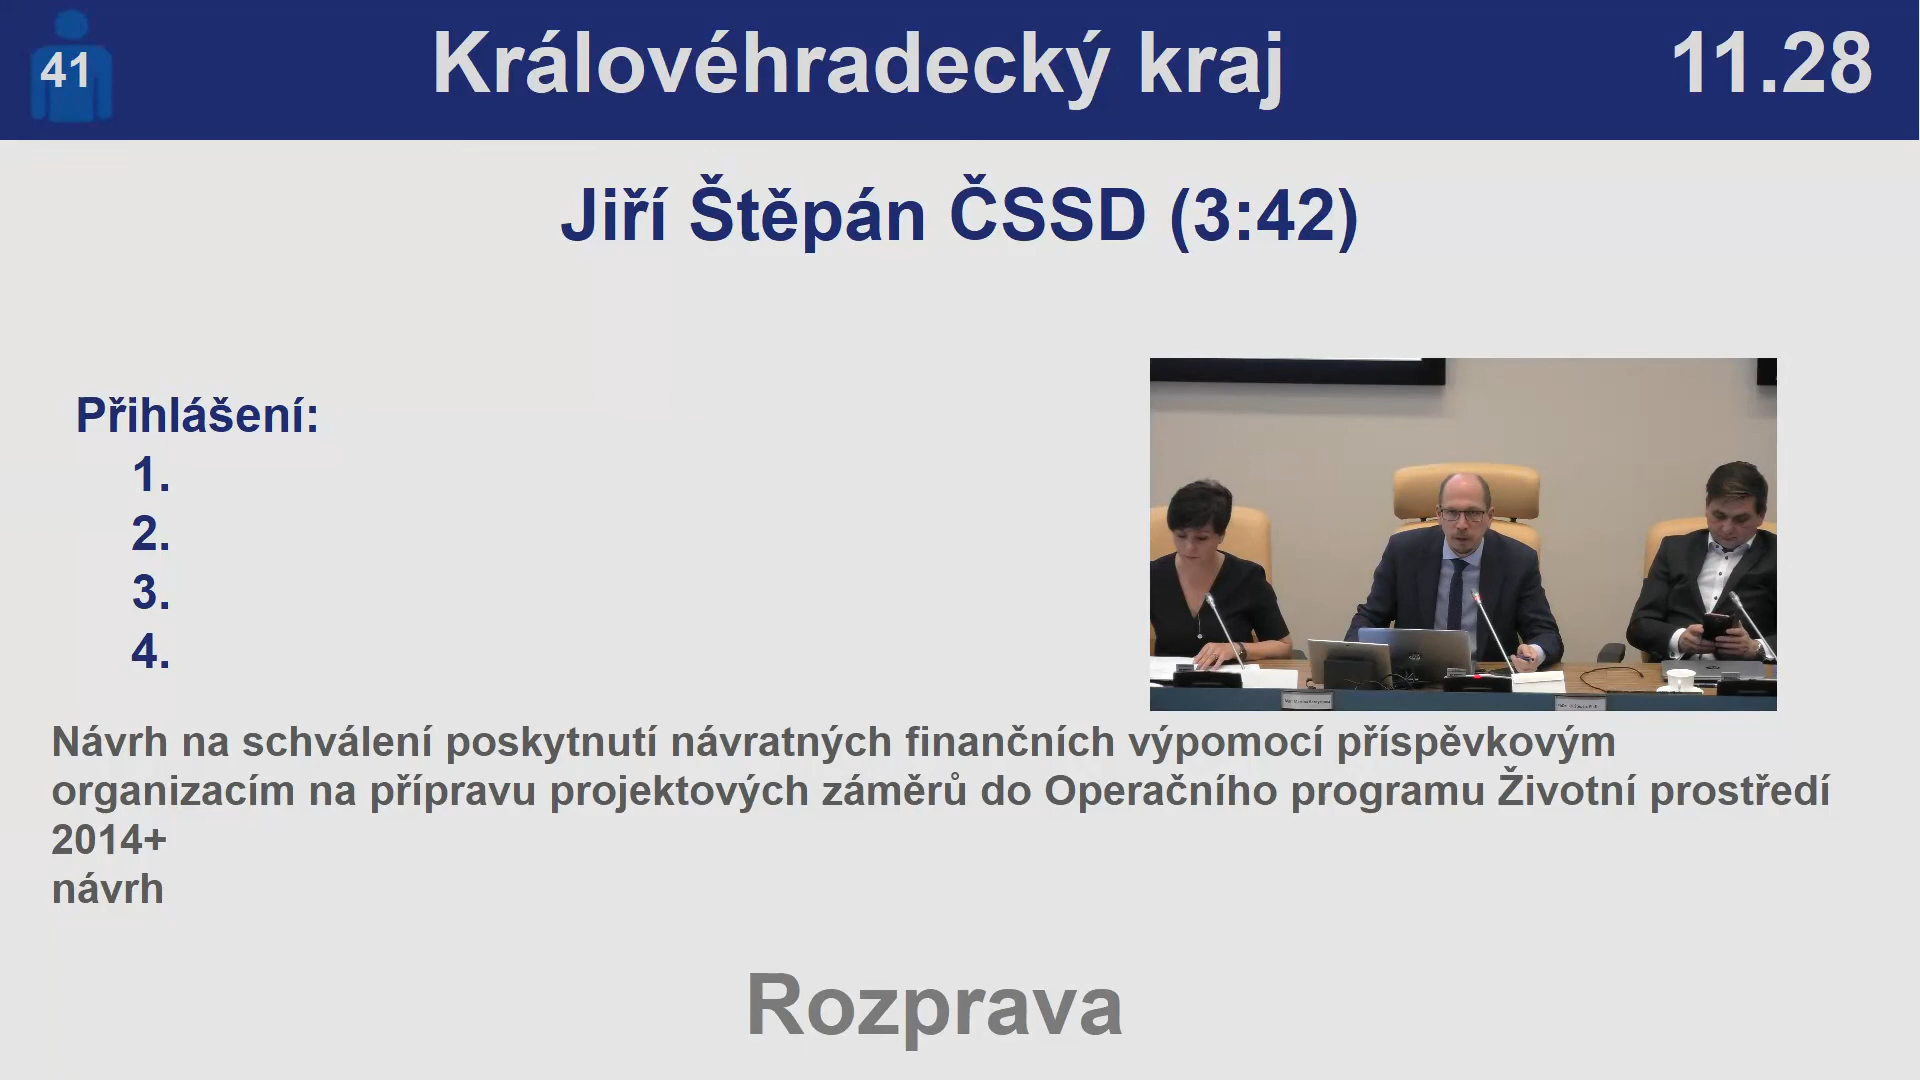 41
Královéhradecký kraj
11.28
Jiří Štěpán ČSSD (3:42)
Přihlášení:
1.
2.
3.
4.
Návrh na schválení poskytnutí návratných finančních výpomocí příspěvkovým
organizacím na přípravu projektových záměrů do Operačního programu Životní prostředí
2014+
návrh
Rozprava